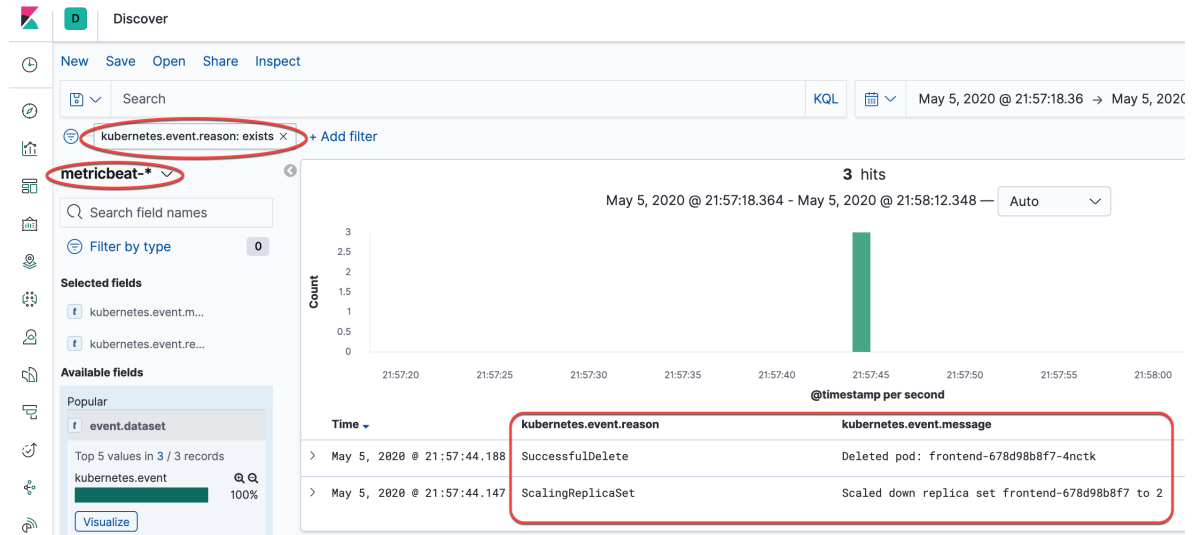 D Discover
New Save Open Share Inspect
Search KQL May 5, 2020 @ 21:57:18.36 → May 5, 2020
kubernetes.event.reason: exists × + Add filter
metricbeat-*
3 hits
May 5, 2020 @ 21:57:18.364 - May 5, 2020 @ 21:58:12.348 — Auto
Search field names
Filter by type 0
Selected fields
t kubernetes.event.m...
t kubernetes.event.re...
Available fields
Popular
t event.dataset
Top 5 values in 3 / 3 records
kubernetes.event
100%
Visualize
Count
3
2.5
2
1.5
1
0.5
0
21:57:20 21:57:25 21:57:30 21:57:35 21:57:40 21:57:45 21:57:50 21:57:55 21:58:00
@timestamp per second
Time kubernetes.event.reason kubernetes.event.message
May 5, 2020 @ 21:57:44.188 SuccessfulDelete Deleted pod: frontend-678d98b8f7-4nctk
May 5, 2020 @ 21:57:44.147 ScalingReplicaSet Scaled down replica set frontend-678d98b8f7 to 2